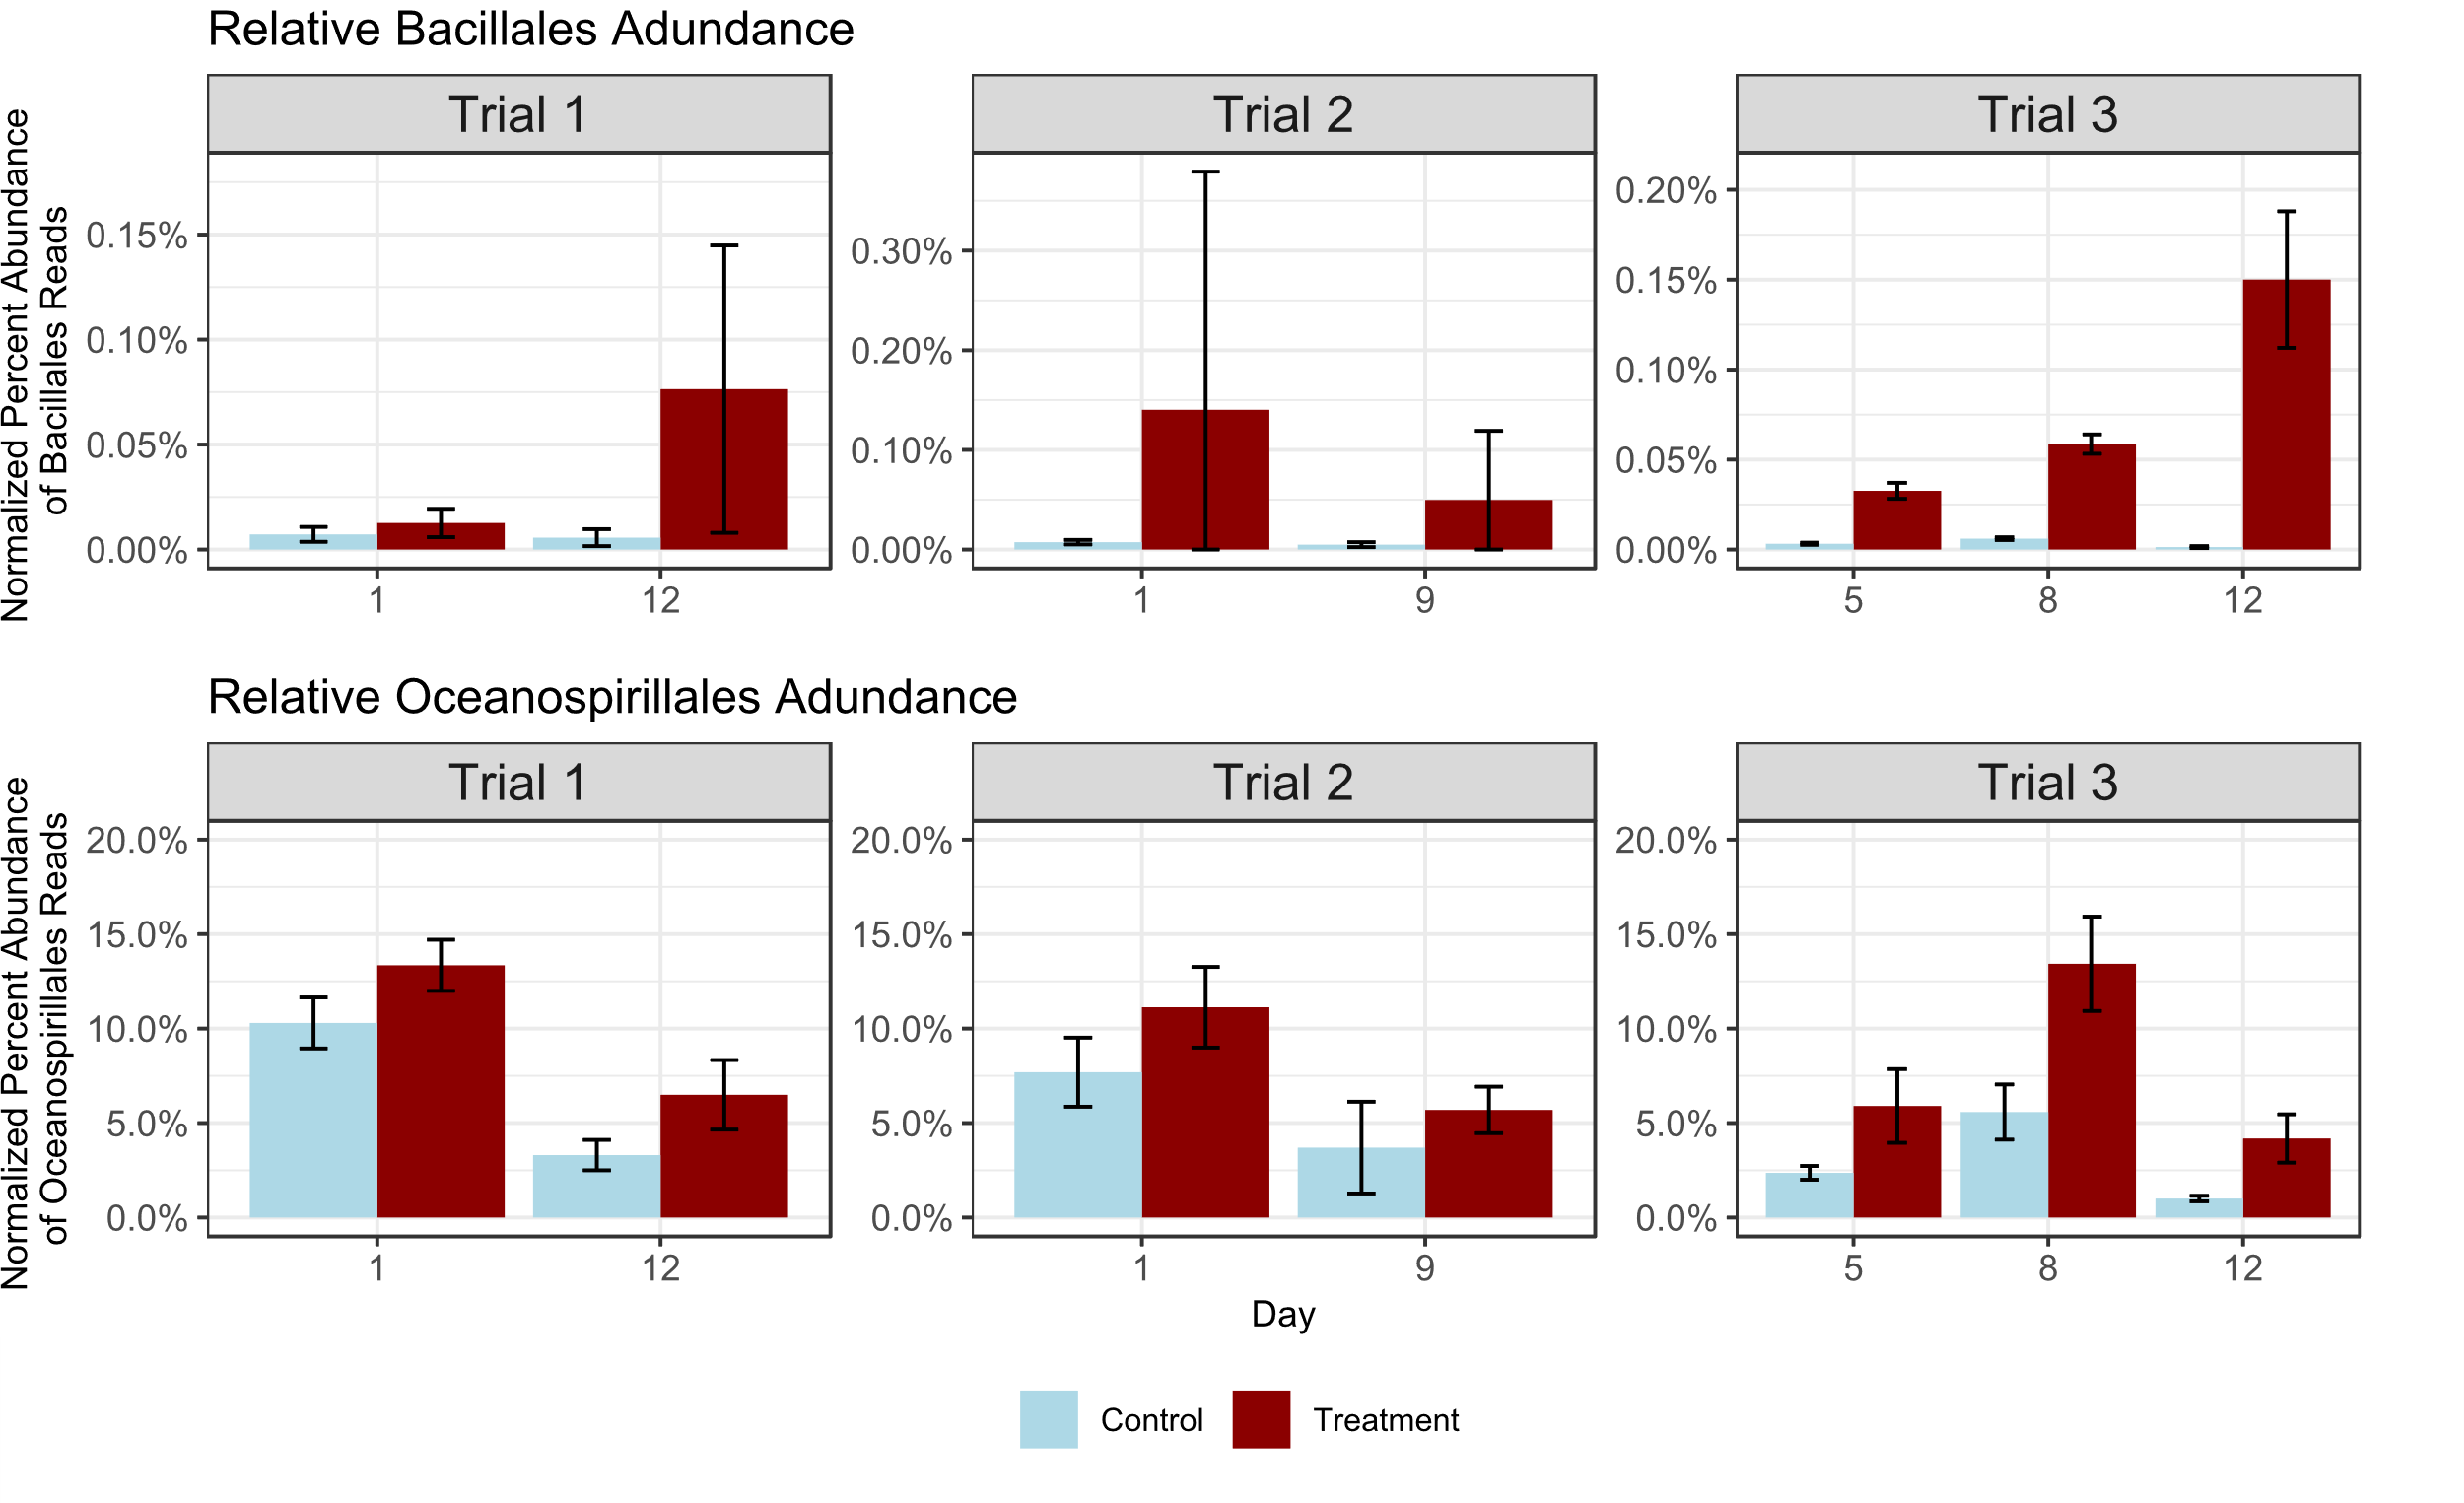 Relative Bacillales Adundance
Normalized Percent Abundance
of Bacillales Reads
Trial 1
0.15%
0.10%
0.05%
0.00%
1 12
Trial 2
0.30%
0.20%
0.10%
0.00%
1 9
Trial 3
0.20%
0.15%
0.10%
0.05%
0.00%
5 8 12
Relative Oceanospirillales Adundance
Normalized Percent Abundance
of Oceanospirillales Reads
Trial 1
20.0%
15.0%
10.0%
5.0%
0.0%
1 12
Trial 2
20.0%
15.0%
10.0%
5.0%
0.0%
1 9
Trial 3
20.0%
15.0%
10.0%
5.0%
0.0%
5 8 12
Day
Control Treatment